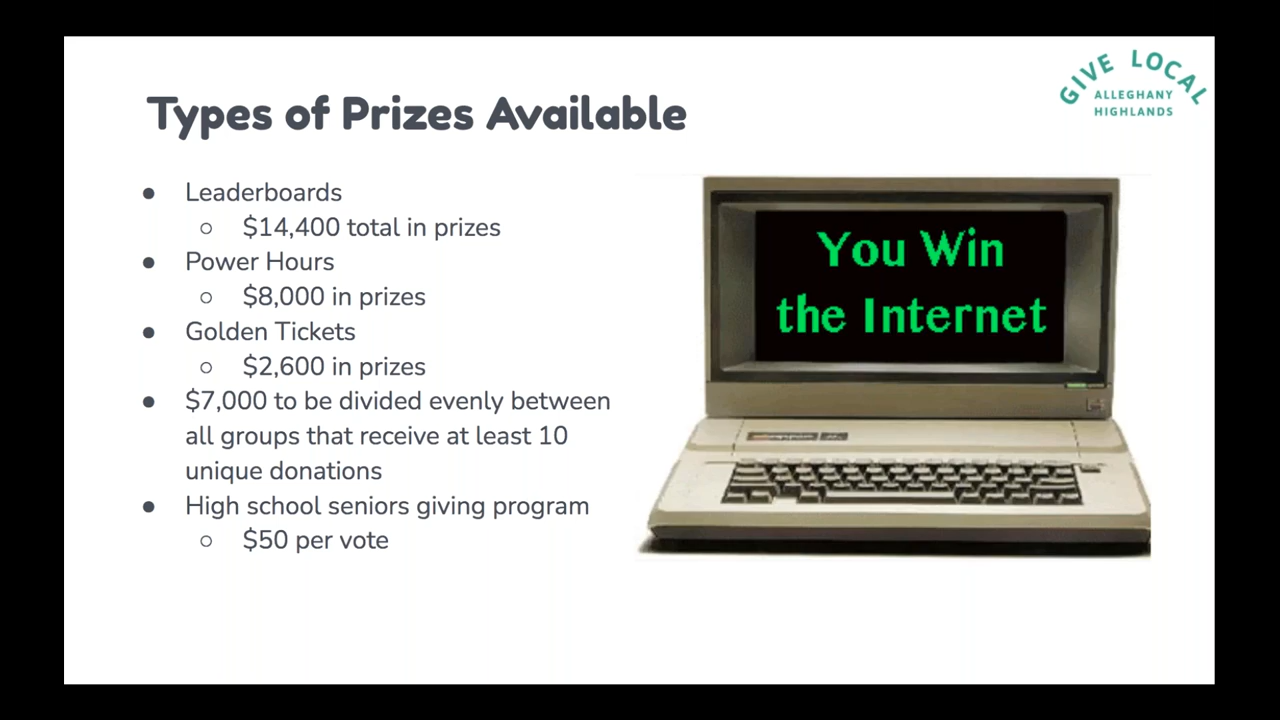 GIVE LOCAL
ALLEGHANY
HIGHLANDS
Types of Prizes Available
● Leaderboards
○ $14,400 total in prizes
● Power Hours
○ $8,000 in prizes
● Golden Tickets
○ $2,600 in prizes
● $7,000 to be divided evenly between
all groups that receive at least 10
unique donations
● High school seniors giving program
○ $50 per vote
You Win
the Internet